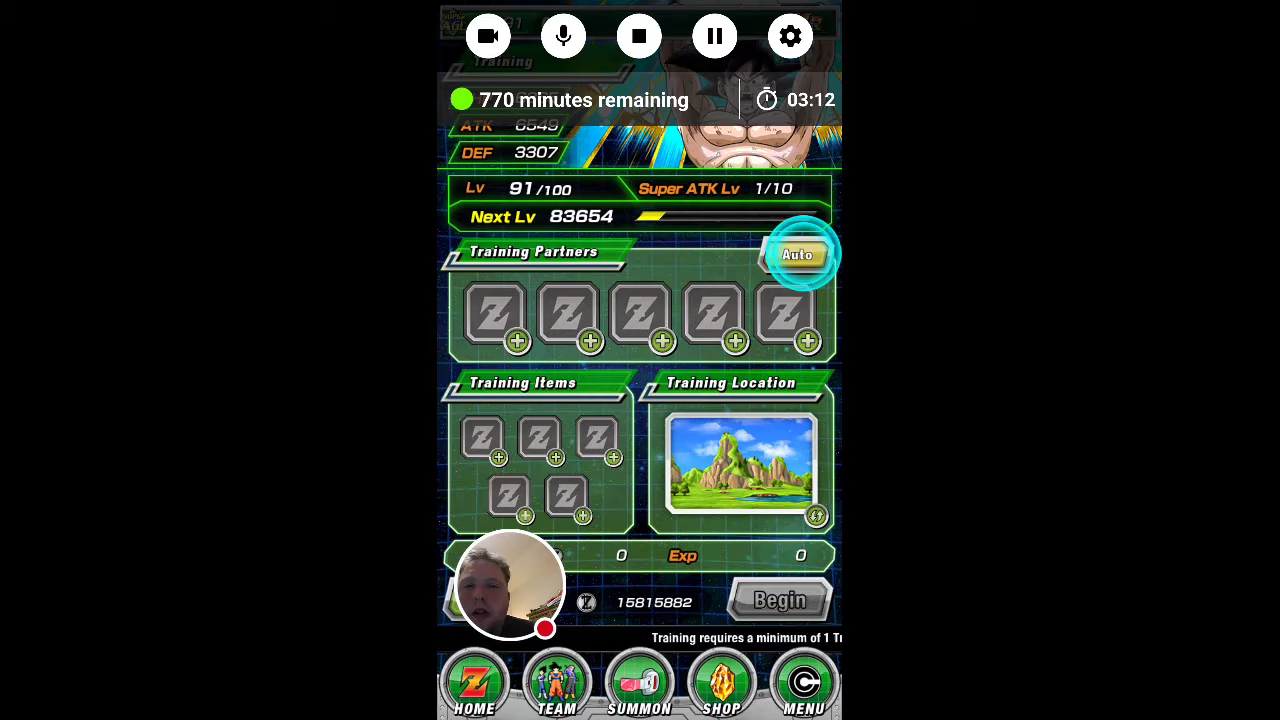 Training
770 minutes remaining
03:12
ATK 6549
DEF 3307
Lv 91/100
Super ATK Lv 1/10
Next Lv 83654
Training Partners
Auto
Training Items
Training Location
0
Exp
0
15815882
Begin
Training requires a minimum of 1 Tr
HOME
TEAM
SUMMON
SHOP
MENU